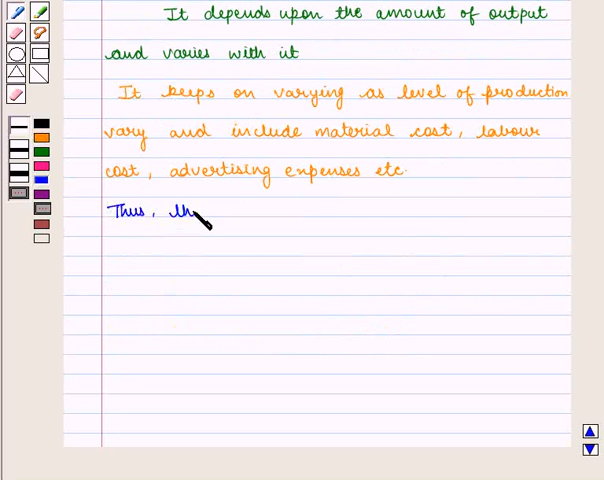 It depends upon the amount of output
and varies with it
It keeps on varying as level of production
vary and include material cost, labour
cost, advertising expenses etc.
Thus, th